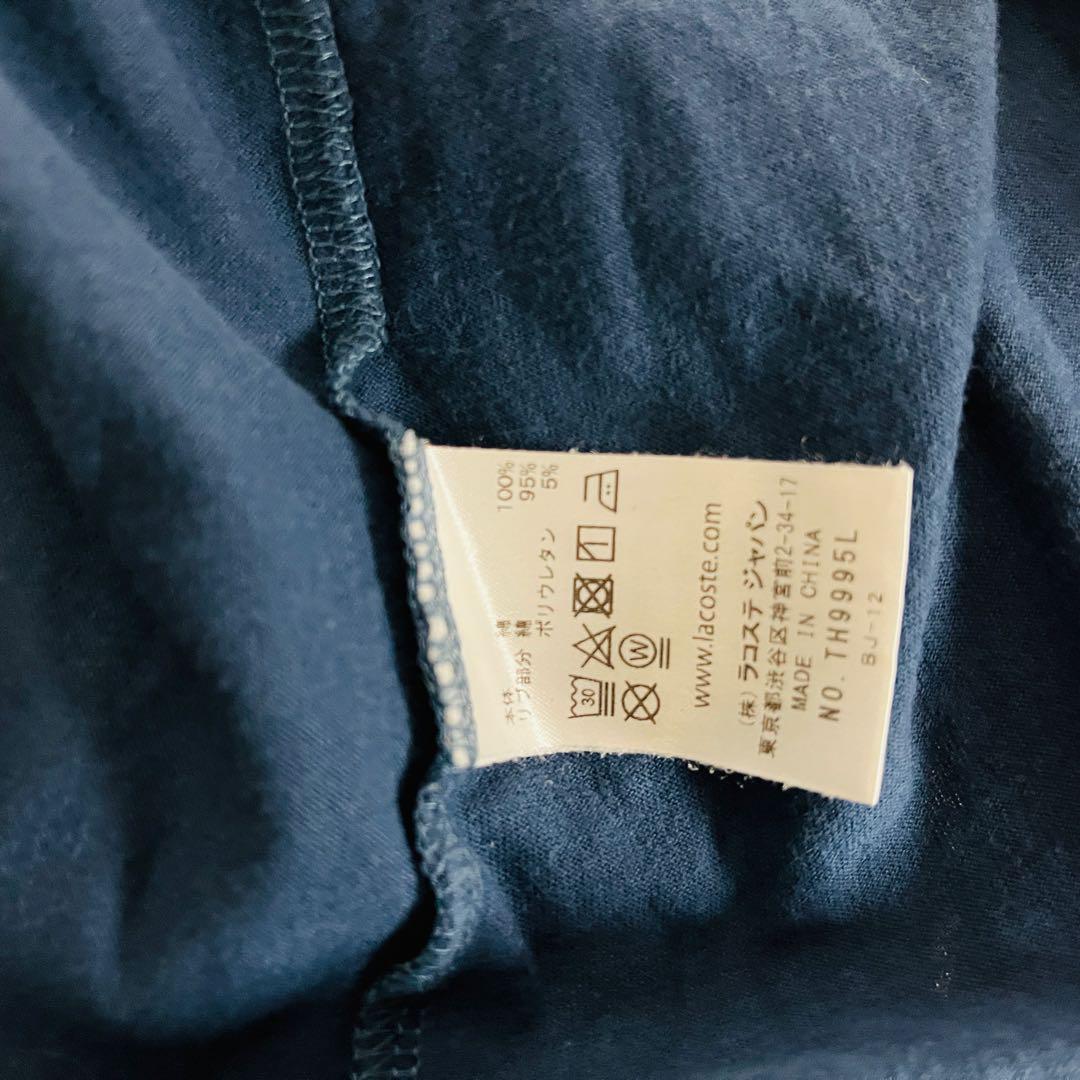 本体 綿 100%
リブ部分 綿 95%
ポリウレタン 5%
30
W
www.lacoste.com
(株) ラコステ ジャパン
東京都渋谷区神宮前2-34-17
MADE IN CHINA
NO. TH9995L
BJ-12